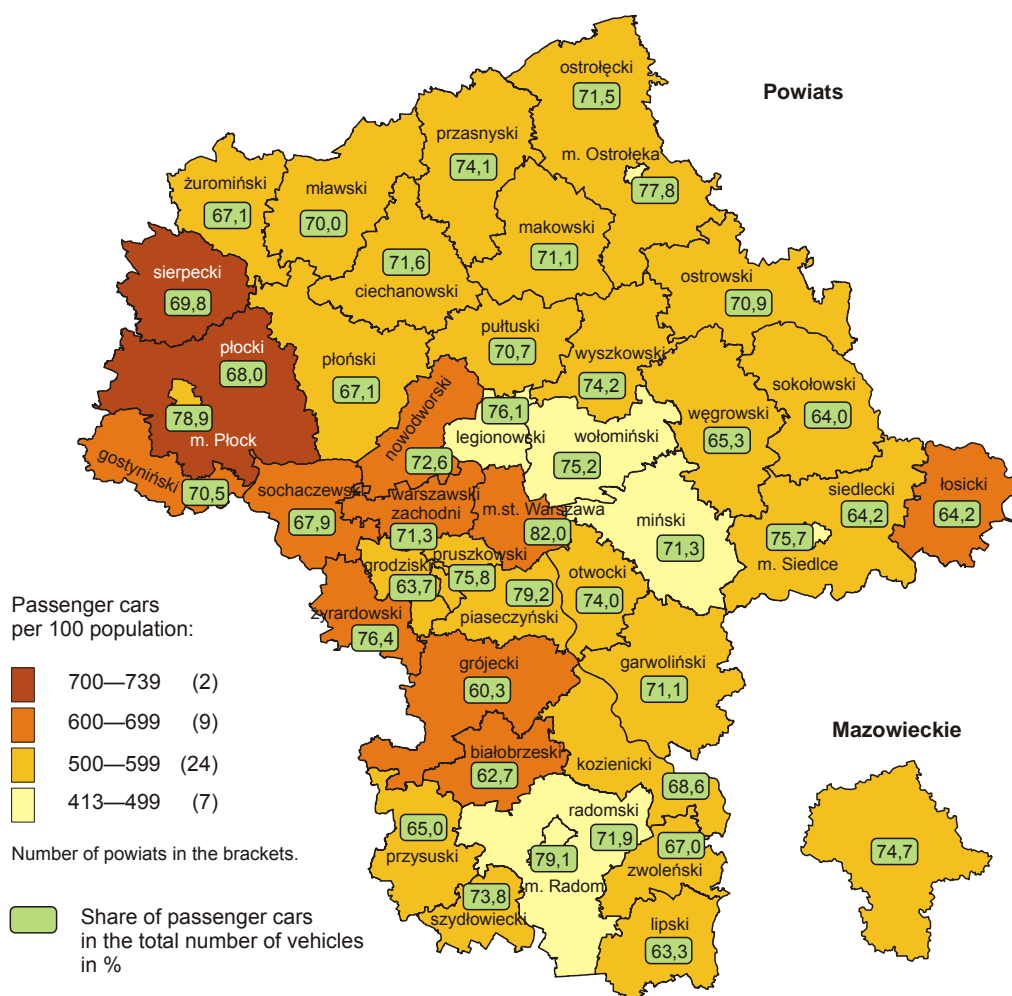 Powiats
ostrołęcki
71,5
przasnyski
74,1
m. Ostrołęka
77,8
żuromiński
67,1
mławski
70,0
makowski
71,1
71,6
ciechanowski
sierpecki
69,8
ostrowski
70,9
płocki
68,0
płoński
67,1
pułtuski
70,7
wyszkowski
74,2
sokołowski
64,0
węgrowski
65,3
78,9
m. Płock
nowodworski
72,6
76,1
legionowski
wołomiński
75,2
gostyniński
70,5
sochaczewski
67,9
warszawski
zachodni
71,3
m.st. Warszawa
82,0
miński
71,3
siedlecki
64,2
75,7
m. Siedlce
łosicki
64,2
grodziski
63,7
pruszkowski
75,8
79,2
piaseczyński
otwocki
74,0
żyrardowski
76,4
grójecki
60,3
garwoliński
71,1
białobrzeski
62,7
kozienicki
68,6
65,0
przysuski
radomski
71,9
79,1
m. Radom
67,0
zwoleński
73,8
szydłowiecki
lipski
63,3
Passenger cars
per 100 population:
700—739 (2)
600—699 (9)
500—599 (24)
413—499 (7)
Number of powiats in the brackets.
Share of passenger cars
in the total number of vehicles
in %
Mazowieckie
74,7